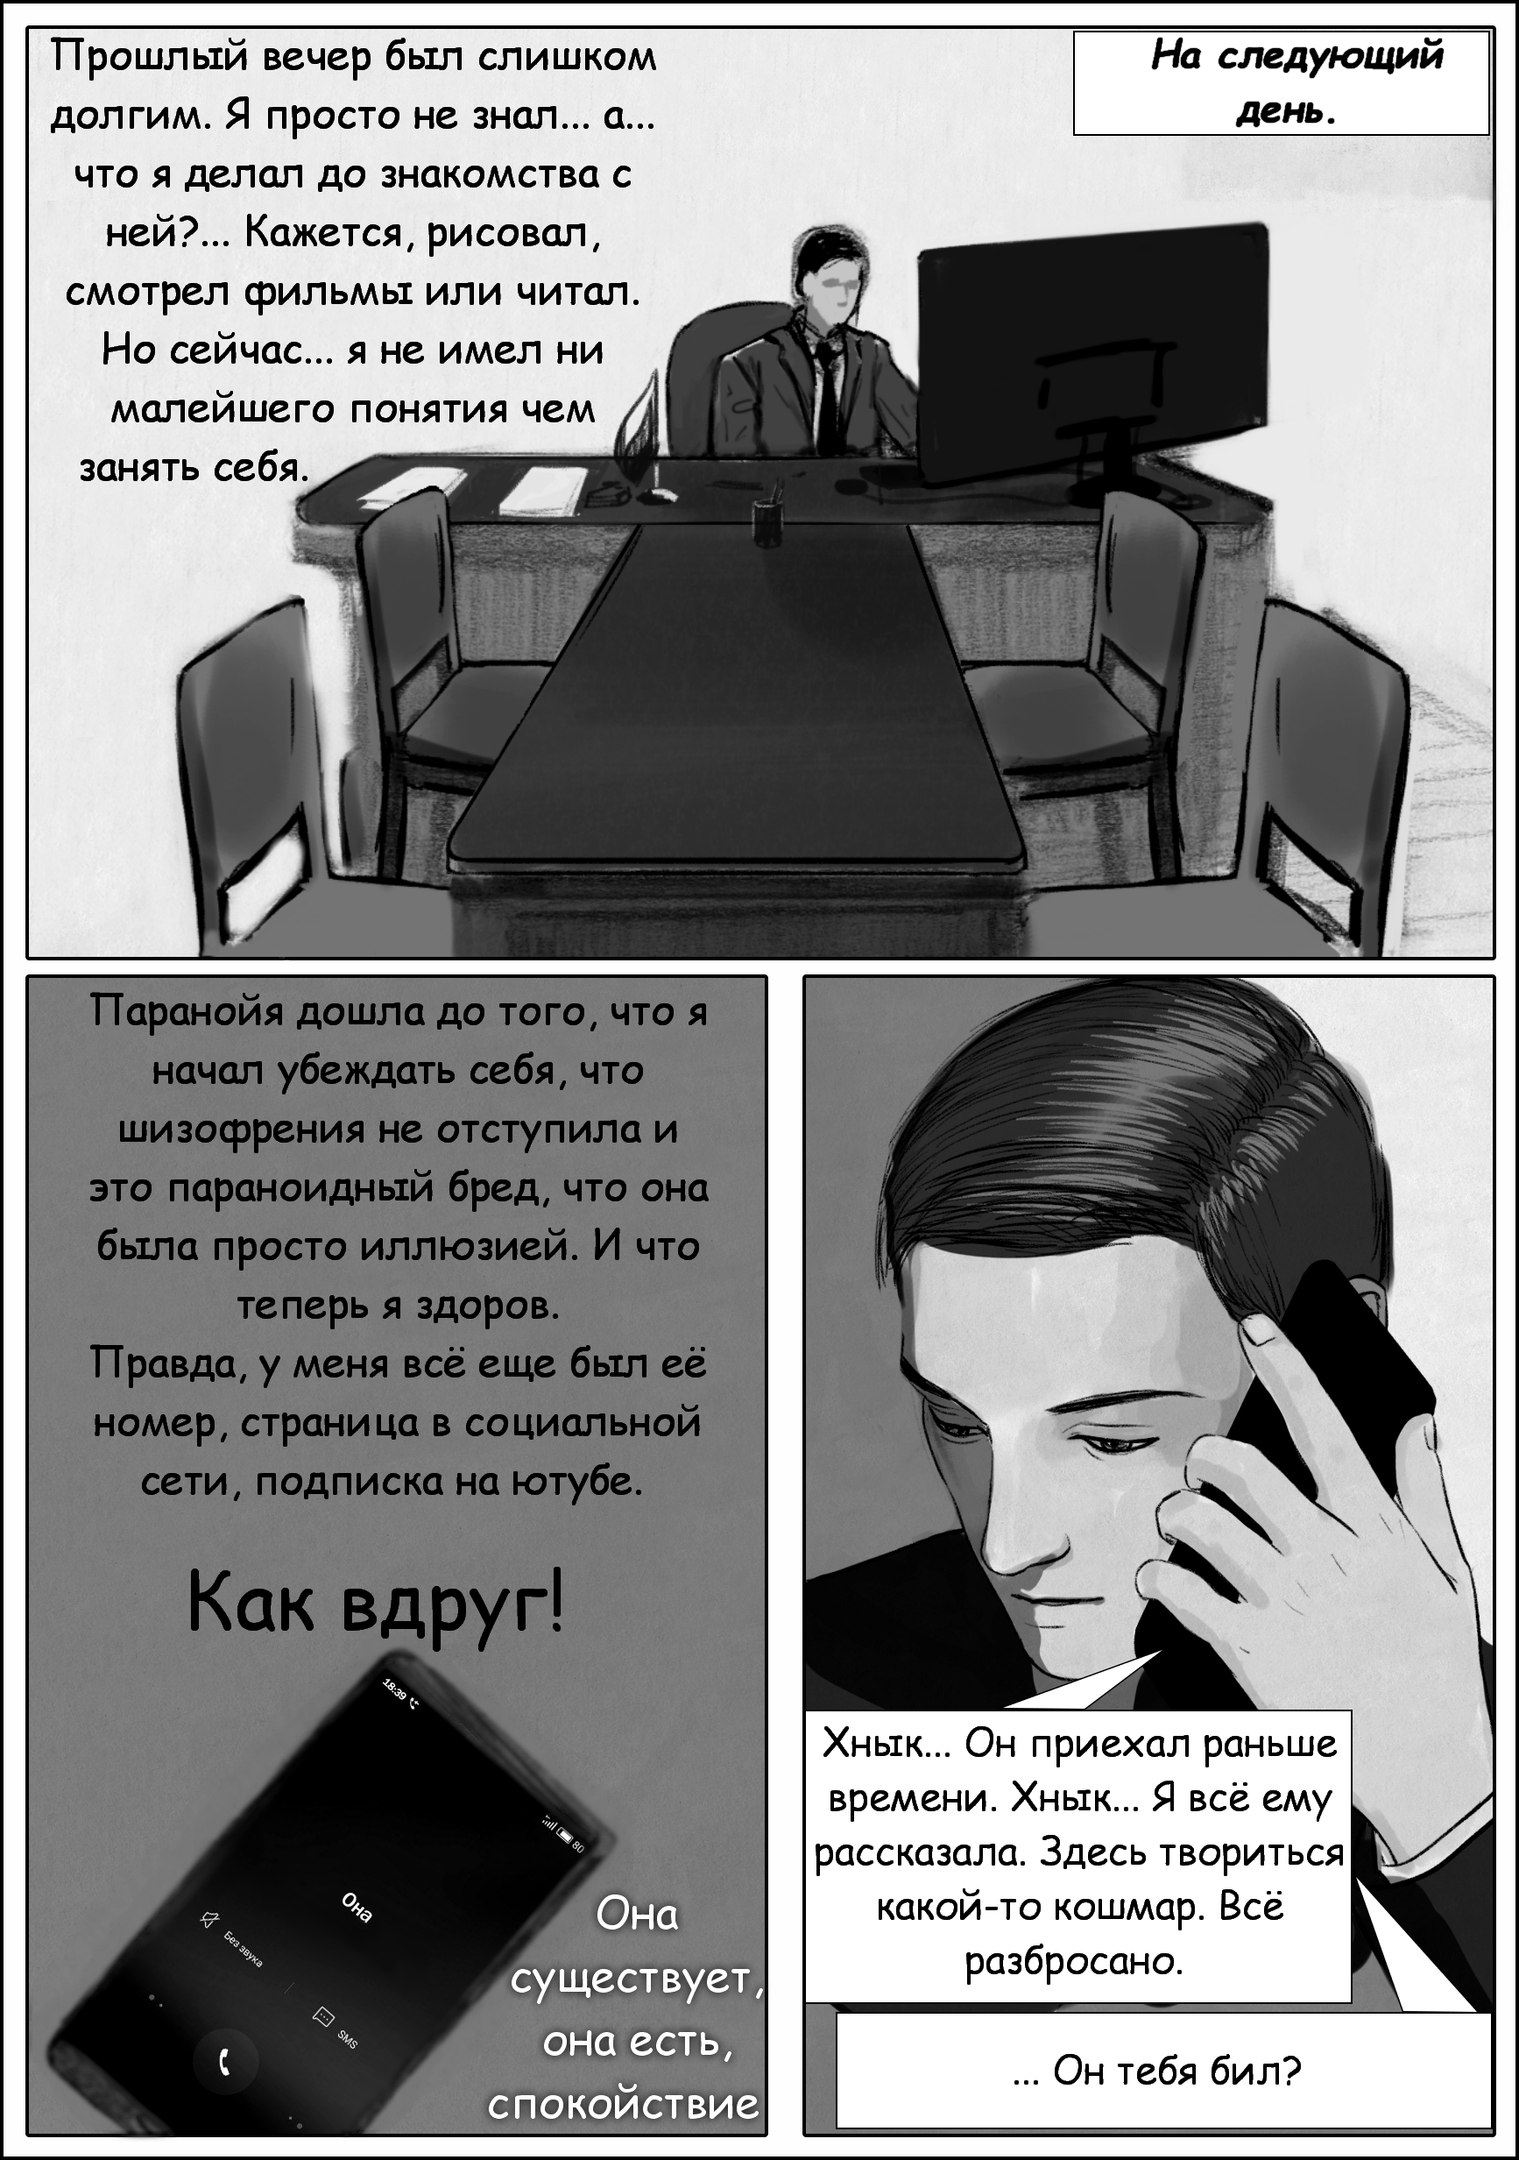 Прошлый вечер был слишком
долгим. Я просто не знал... а...
что я делал до знакомства с
ней?... Кажется, рисовал,
смотрел фильмы или читал.
Но сейчас... я не имел ни
малейшего понятия чем
занять себя.
На следующий
день.
Паранойя дошла до того, что я
начал убеждать себя, что
шизофрения не отступила и
это параноидный бред, что она
была просто иллюзией. И что
теперь я здоров.
Правда, у меня всё еще был её
номер, страница в социальной
сети, подписка на ютубе.
Как вдруг!
18:39
80
Она
Без звука
SMS
Она
существует,
она есть,
спокойствие
Хнык... Он приехал раньше
времени. Хнык... Я всё ему
рассказала. Здесь твориться
какой-то кошмар. Всё
разбросано.
... Он тебя бил?